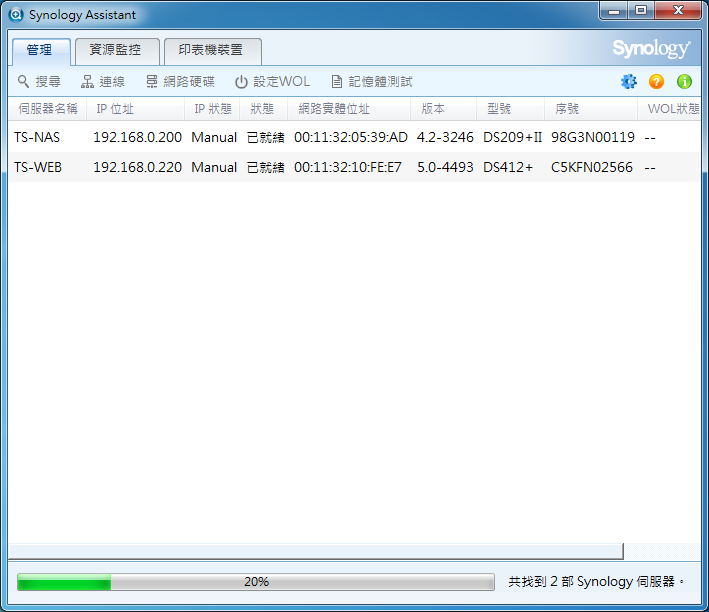 Synology Assistant
管理 資源監控 印表機裝置 Synology
搜尋 連線 網路硬碟 設定WOL 記憶體測試
伺服器名稱 IP 位址 IP 狀態 狀態 網路實體位址 版本 型號 序號 WOL狀態
TS-NAS 192.168.0.200 Manual 已就緒 00:11:32:05:39:AD 4.2-3246 DS209+II 98G3N00119 --
TS-WEB 192.168.0.220 Manual 已就緒 00:11:32:10:FE:E7 5.0-4493 DS412+ C5KFN02566 --
20% 共找到 2 部 Synology 伺服器。